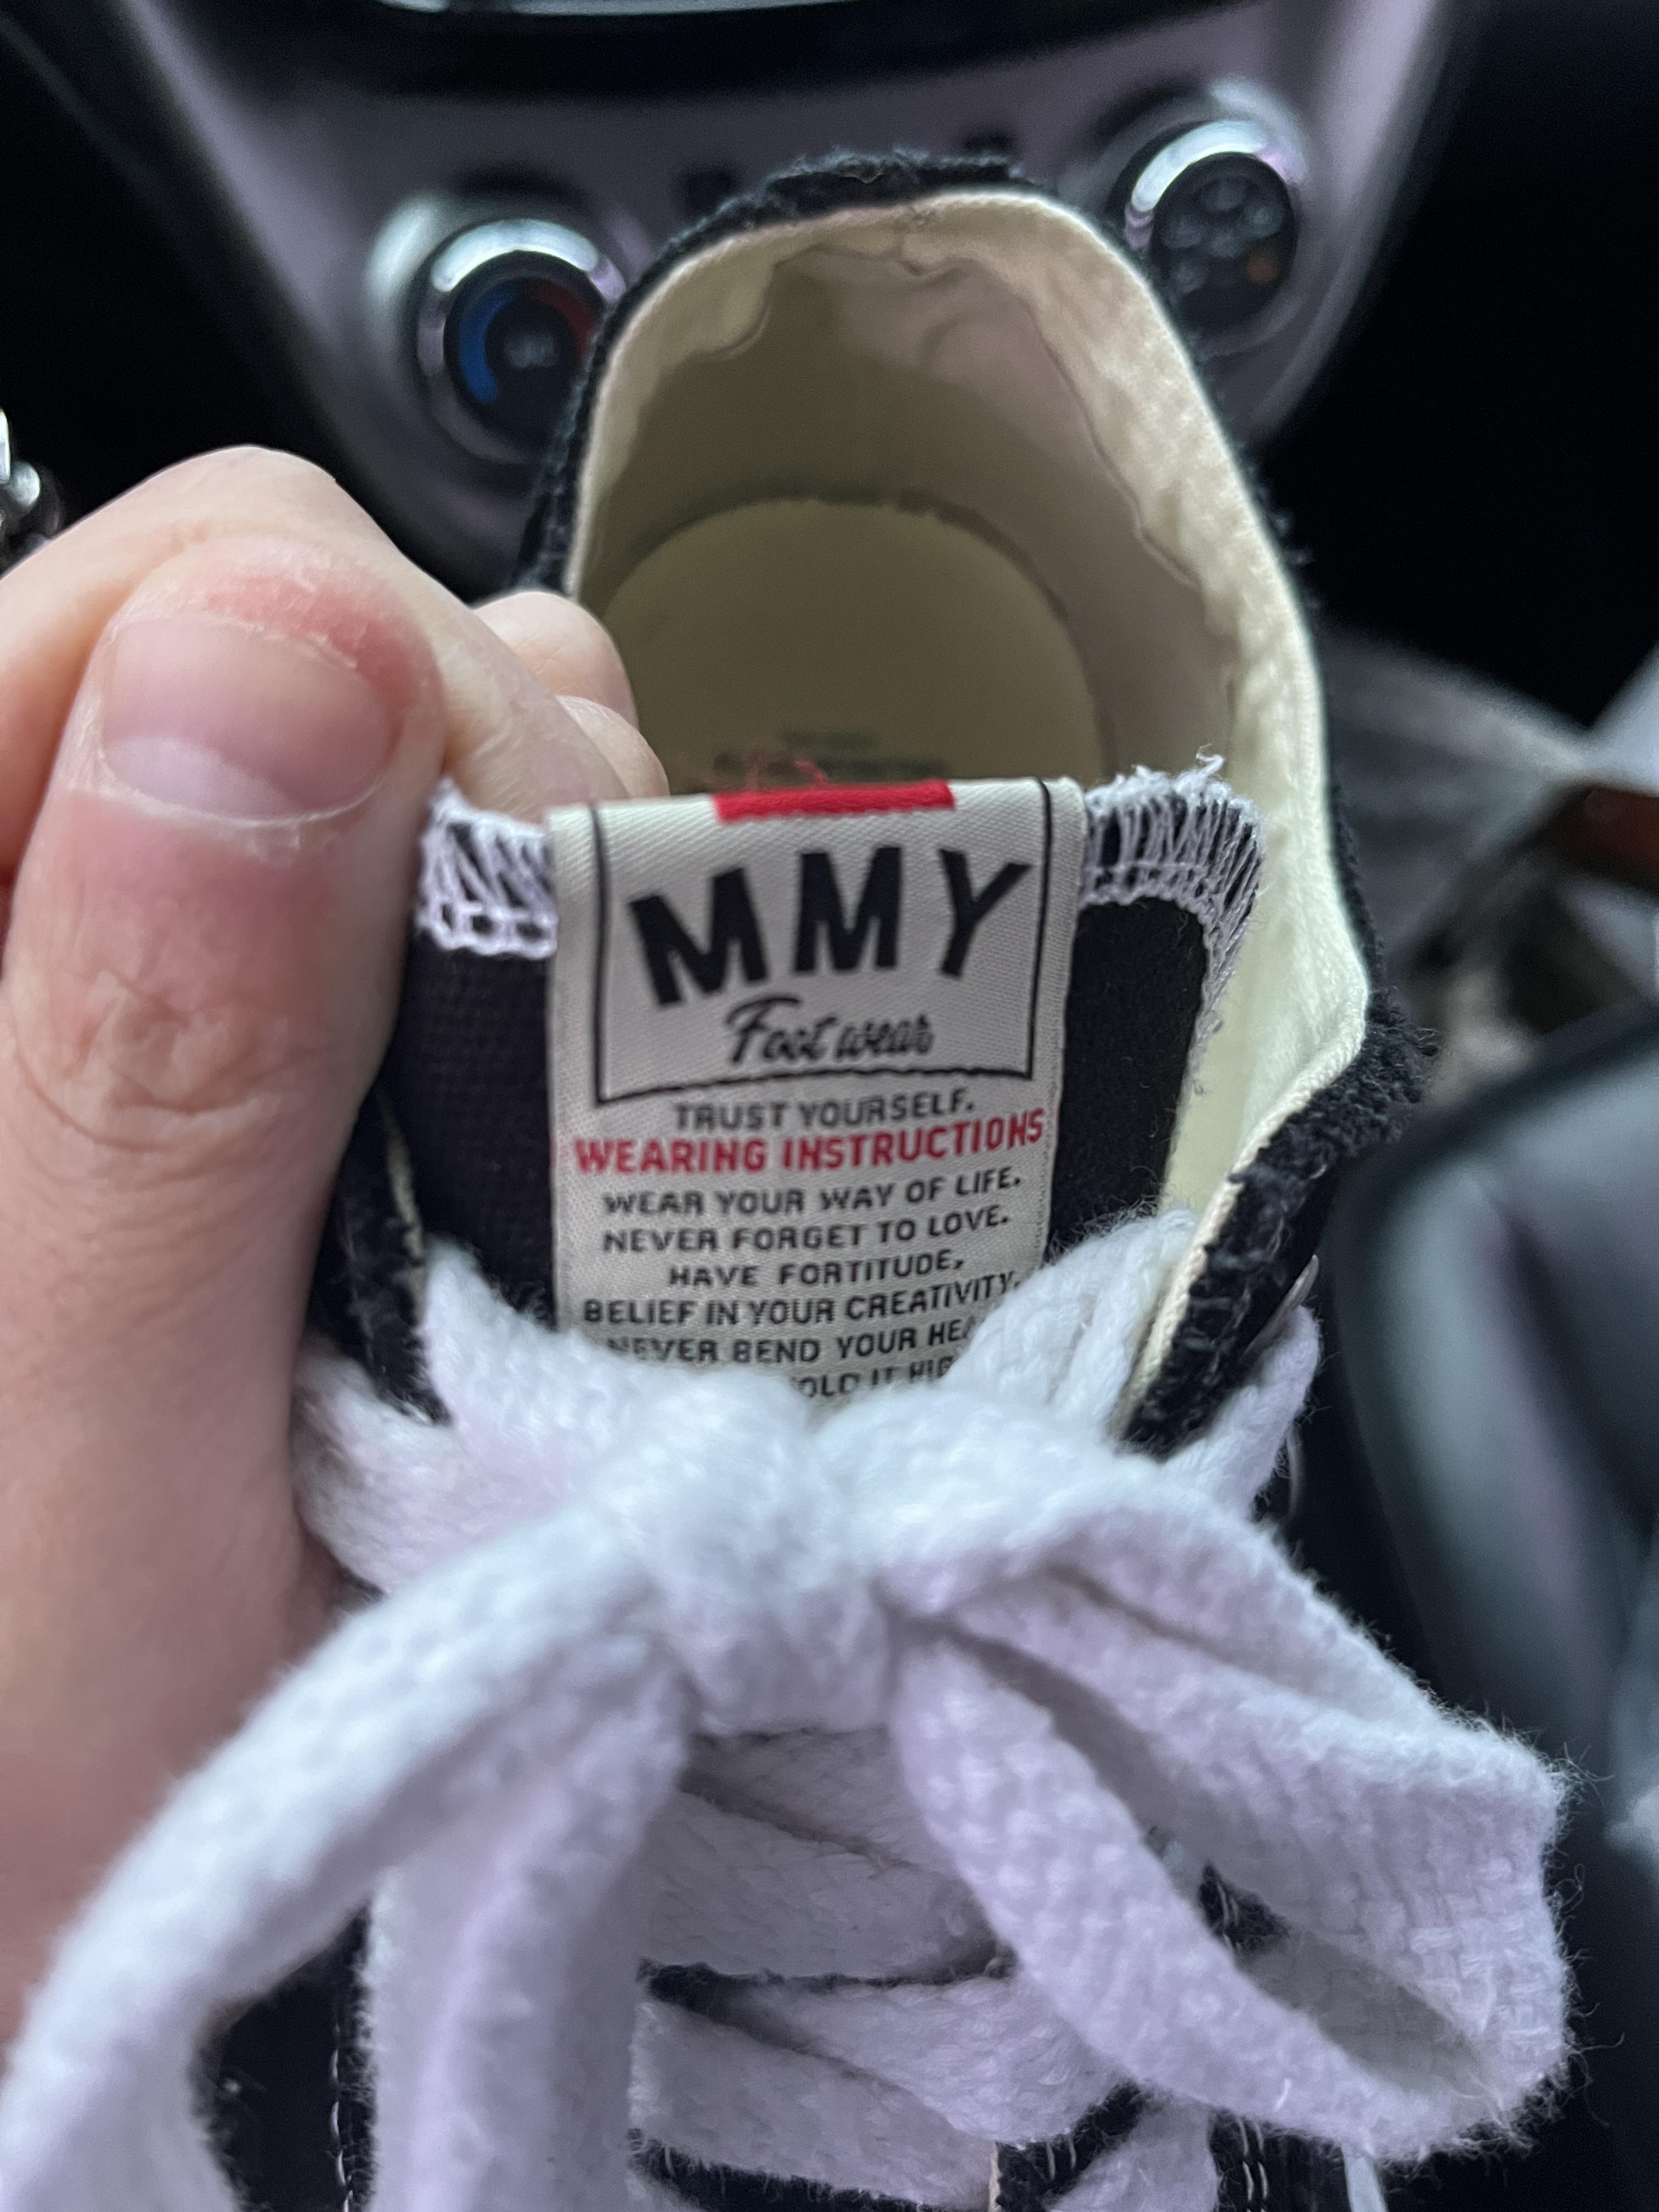 MMY
Footwear
TRUST YOURSELF.
WEARING INSTRUCTIONS
WEAR YOUR WAY OF LIFE.
NEVER FORGET TO LOVE.
HAVE FORTITUDE,
BELIEF IN YOUR CREATIVITY.
NEVER BEND YOUR
IT